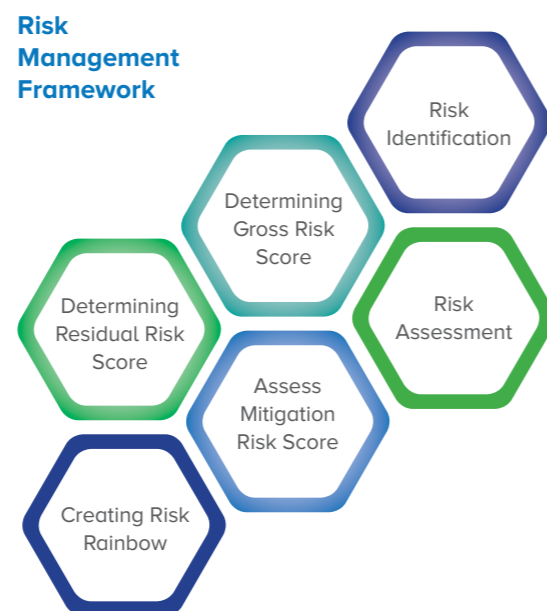 Risk
Management
Framework
Risk
Identification
Determining
Gross Risk
Score
Risk
Assessment
Determining
Residual Risk
Score
Assess
Mitigation
Risk Score
Creating Risk
Rainbow